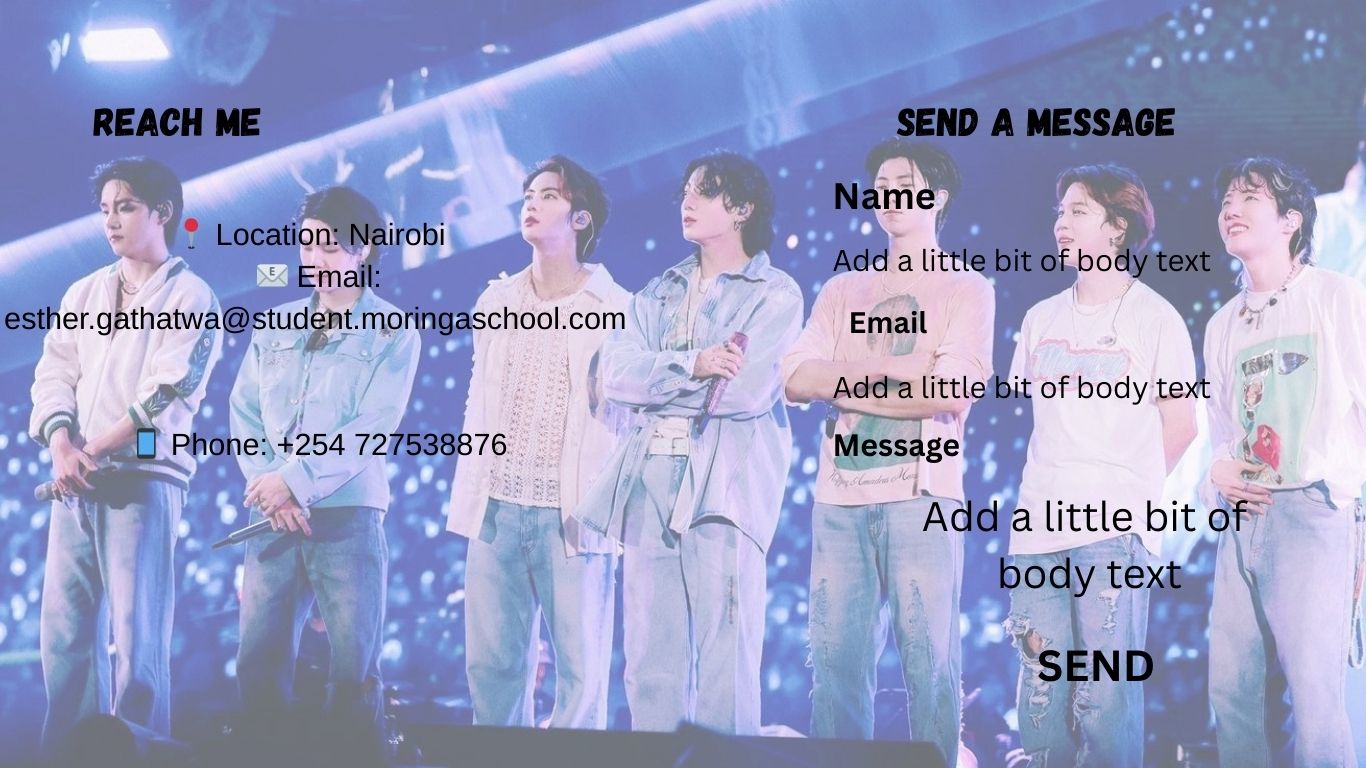 REACH ME
📍 Location: Nairobi
📧 Email:
esther.gathatwa@student.moringaschool.com
📱 Phone: +254 727538876
SEND A MESSAGE
Name
Add a little bit of body text
Email
Add a little bit of body text
Message
Add a little bit of
body text
SEND